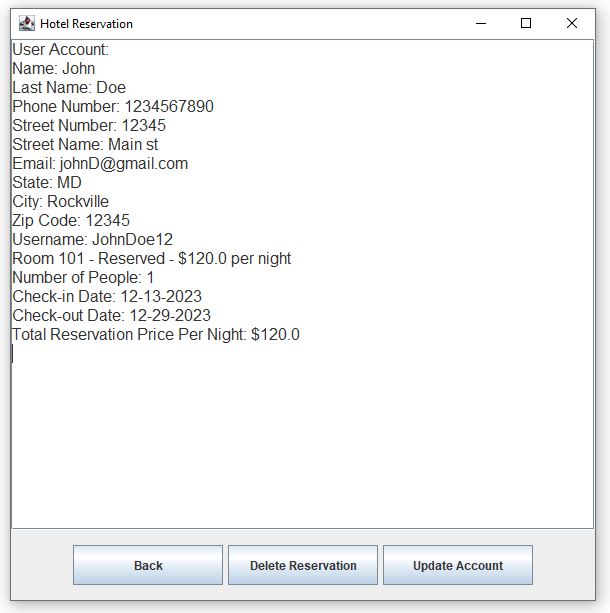 Hotel Reservation
User Account:
Name: John
Last Name: Doe
Phone Number: 1234567890
Street Number: 12345
Street Name: Main st
Email: johnD@gmail.com
State: MD
City: Rockville
Zip Code: 12345
Username: JohnDoe12
Room 101 - Reserved - $120.0 per night
Number of People: 1
Check-in Date: 12-13-2023
Check-out Date: 12-29-2023
Total Reservation Price Per Night: $120.0
Back Delete Reservation Update Account